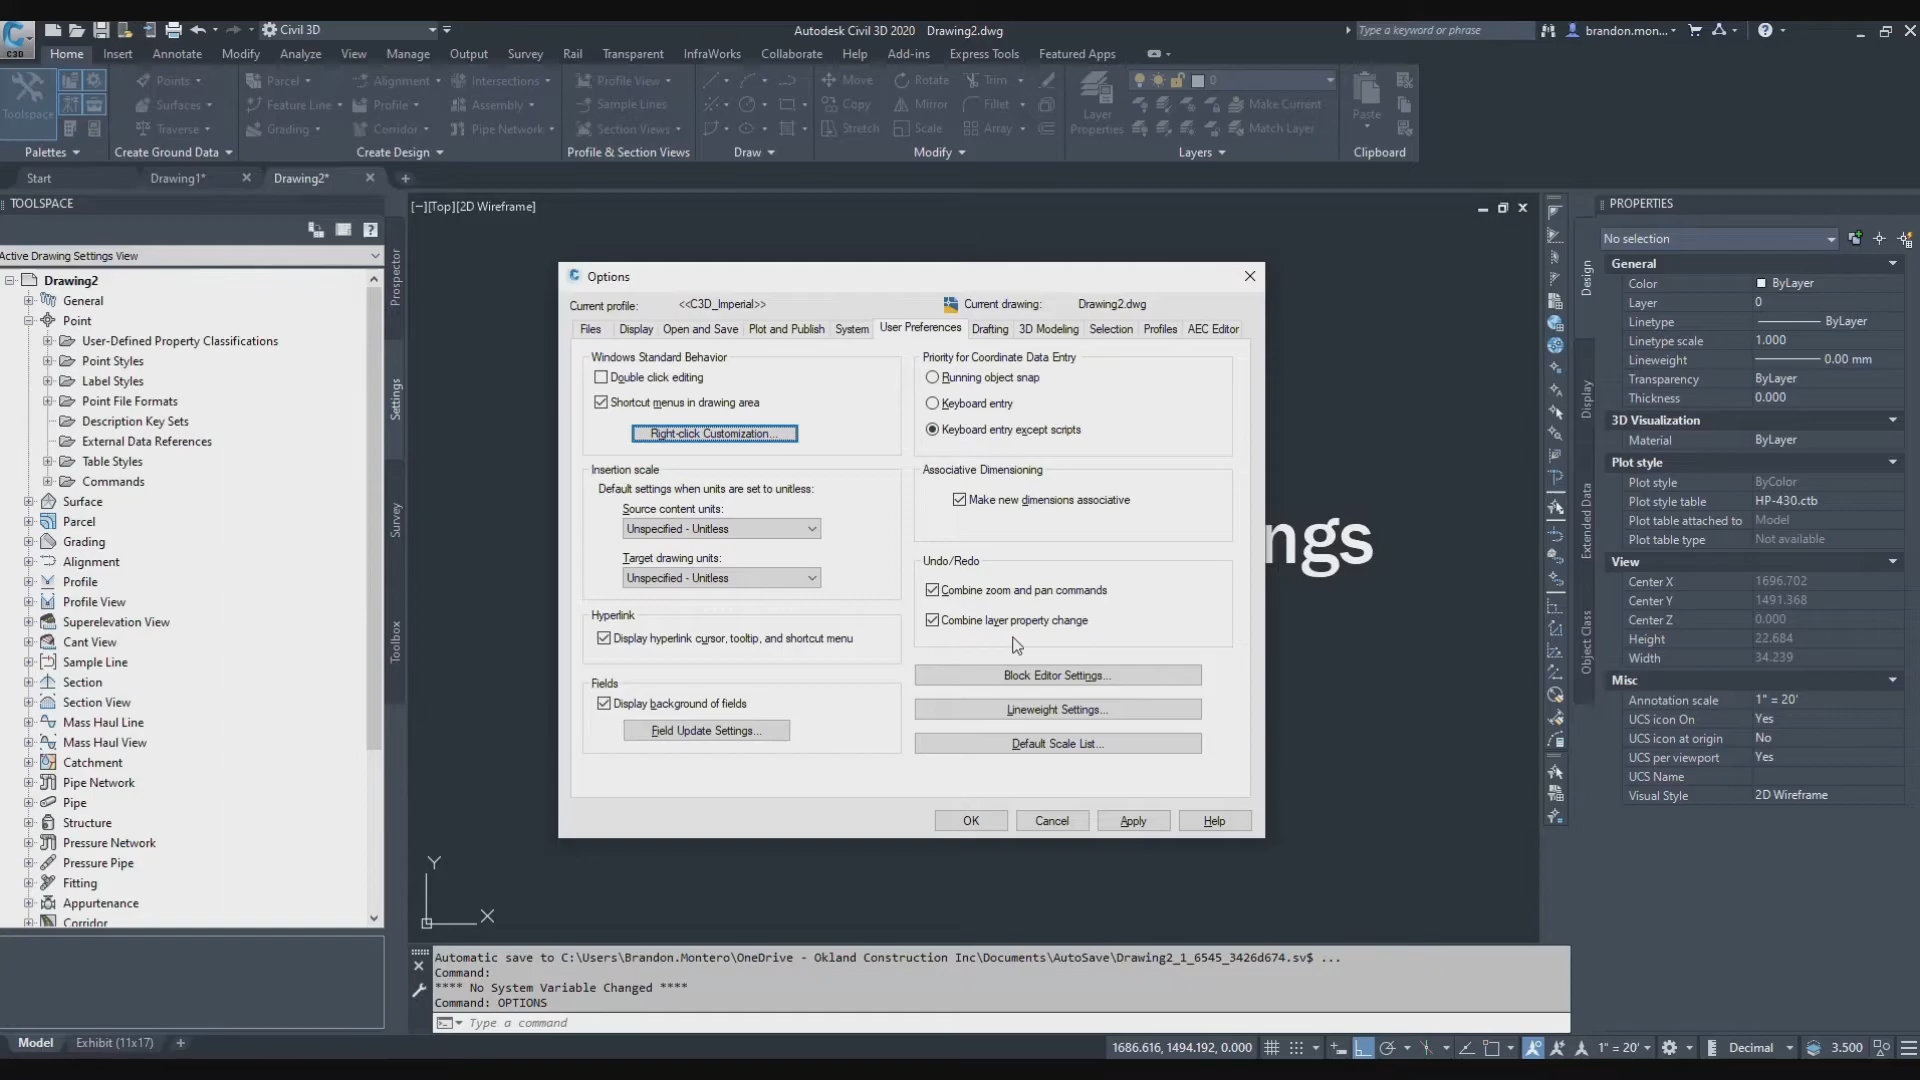 Civil 3D
Autodesk Civil 3D 2020 Drawing2.dwg
Type a keyword or phrase
brandon.mon...
C3D
Home Insert Annotate Modify Analyze View Manage Output Survey Rail Transparent InfraWorks Collaborate Help Add-ins Express Tools Featured Apps
Toolspace
Points
Surfaces
Traverse
Parcel
Feature Line
Grading
Alignment
Profile
Corridor
Intersections
Assembly
Pipe Network
Profile View
Sample Lines
Section Views
Move
Copy
Stretch
Rotate
Mirror
Scale
Trim
Fillet
Array
Layer
Properties
0
Make Current
Match Layer
Paste
Palettes Create Ground Data Create Design Profile & Section Views Draw Modify Layers Clipboard
Start Drawing1* Drawing2*
TOOLSPACE
Active Drawing Settings View
Drawing2
General
Point
User-Defined Property Classifications
Point Styles
Label Styles
Point File Formats
Description Key Sets
External Data References
Table Styles
Commands
Surface
Parcel
Grading
Alignment
Profile
Profile View
Superelevation View
Cant View
Sample Line
Section
Section View
Mass Haul Line
Mass Haul View
Catchment
Pipe Network
Pipe
Structure
Pressure Network
Pressure Pipe
Fitting
Appurtenance
Corridor
Prospector
Settings
Survey
Toolbox
[−][Top][2D Wireframe]
ngs
Y
X
Options
Current profile: <<C3D_Imperial>> Current drawing: Drawing2.dwg
Files Display Open and Save Plot and Publish System User Preferences Drafting 3D Modeling Selection Profiles AEC Editor
Windows Standard Behavior
Double click editing
Shortcut menus in drawing area
Right-click Customization...
Insertion scale
Default settings when units are set to unitless:
Source content units:
Unspecified - Unitless
Target drawing units:
Unspecified - Unitless
Hyperlink
Display hyperlink cursor, tooltip, and shortcut menu
Fields
Display background of fields
Field Update Settings...
Priority for Coordinate Data Entry
Running object snap
Keyboard entry
Keyboard entry except scripts
Associative Dimensioning
Make new dimensions associative
Undo/Redo
Combine zoom and pan commands
Combine layer property change
Block Editor Settings...
Lineweight Settings...
Default Scale List...
OK Cancel Apply Help
PROPERTIES
No selection
Design
Display
Extended Data
Object Class
General
Color ByLayer
Layer 0
Linetype ByLayer
Linetype scale 1.000
Lineweight 0.00 mm
Transparency ByLayer
Thickness 0.000
3D Visualization
Material ByLayer
Plot style
Plot style ByColor
Plot style table HP-430.ctb
Plot table attached to Model
Plot table type Not available
View
Center X 1696.702
Center Y 1491.368
Center Z 0.000
Height 22.684
Width 34.239
Misc
Annotation scale 1" = 20'
UCS icon On Yes
UCS icon at origin No
UCS per viewport Yes
UCS Name
Visual Style 2D Wireframe
Automatic save to C:\Users\Brandon.Montero\OneDrive - Okland Construction Inc\Documents\AutoSave\Drawing2_1_6545_3426d674.sv$ ...
Command:
**** No System Variable Changed ****
Command: OPTIONS
Type a command
Model Exhibit (11x17)
1686.616, 1494.192, 0.000
1" = 20'
Decimal
3.500